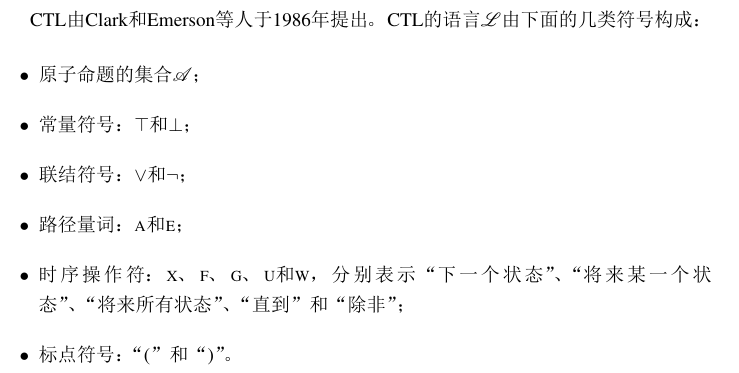 CTL由Clark和Emerson等人于1986年提出。CTL的语言ℒ由下面的几类符号构成：
• 原子命题的集合𝒜；
• 常量符号：⊤和⊥；
• 联结符号：∨和¬；
• 路径量词：A和E；
• 时序操作符：X、F、G、U和W，分别表示“下一个状态”、“将来某一个状
态”、“将来所有状态”、“直到”和“除非”；
• 标点符号：“(”和“)”。